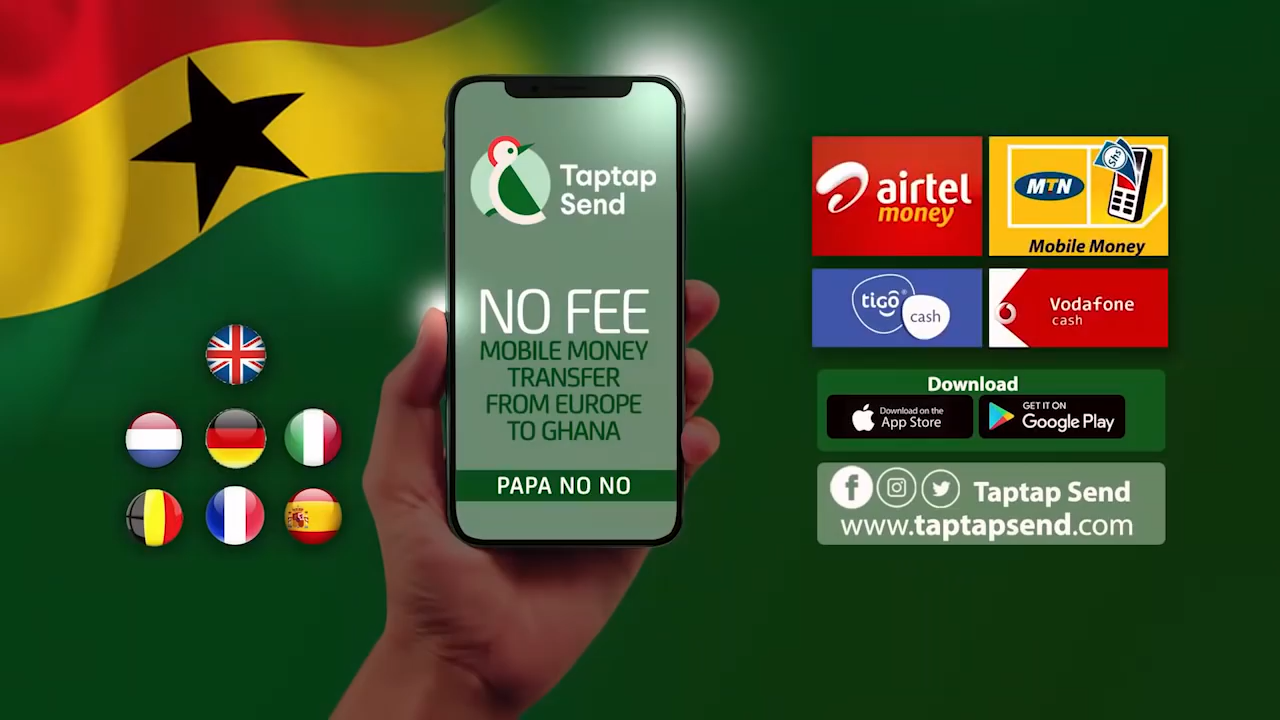 Taptap
Send
NO FEE
MOBILE MONEY
TRANSFER
FROM EUROPE
TO GHANA
PAPA NO NO
airtel
money
MTN
Shs
Mobile Money
tigo
cash
Vodafone
cash
Download
Download on the
App Store
GET IT ON
Google Play
Taptap Send
www.taptapsend.com